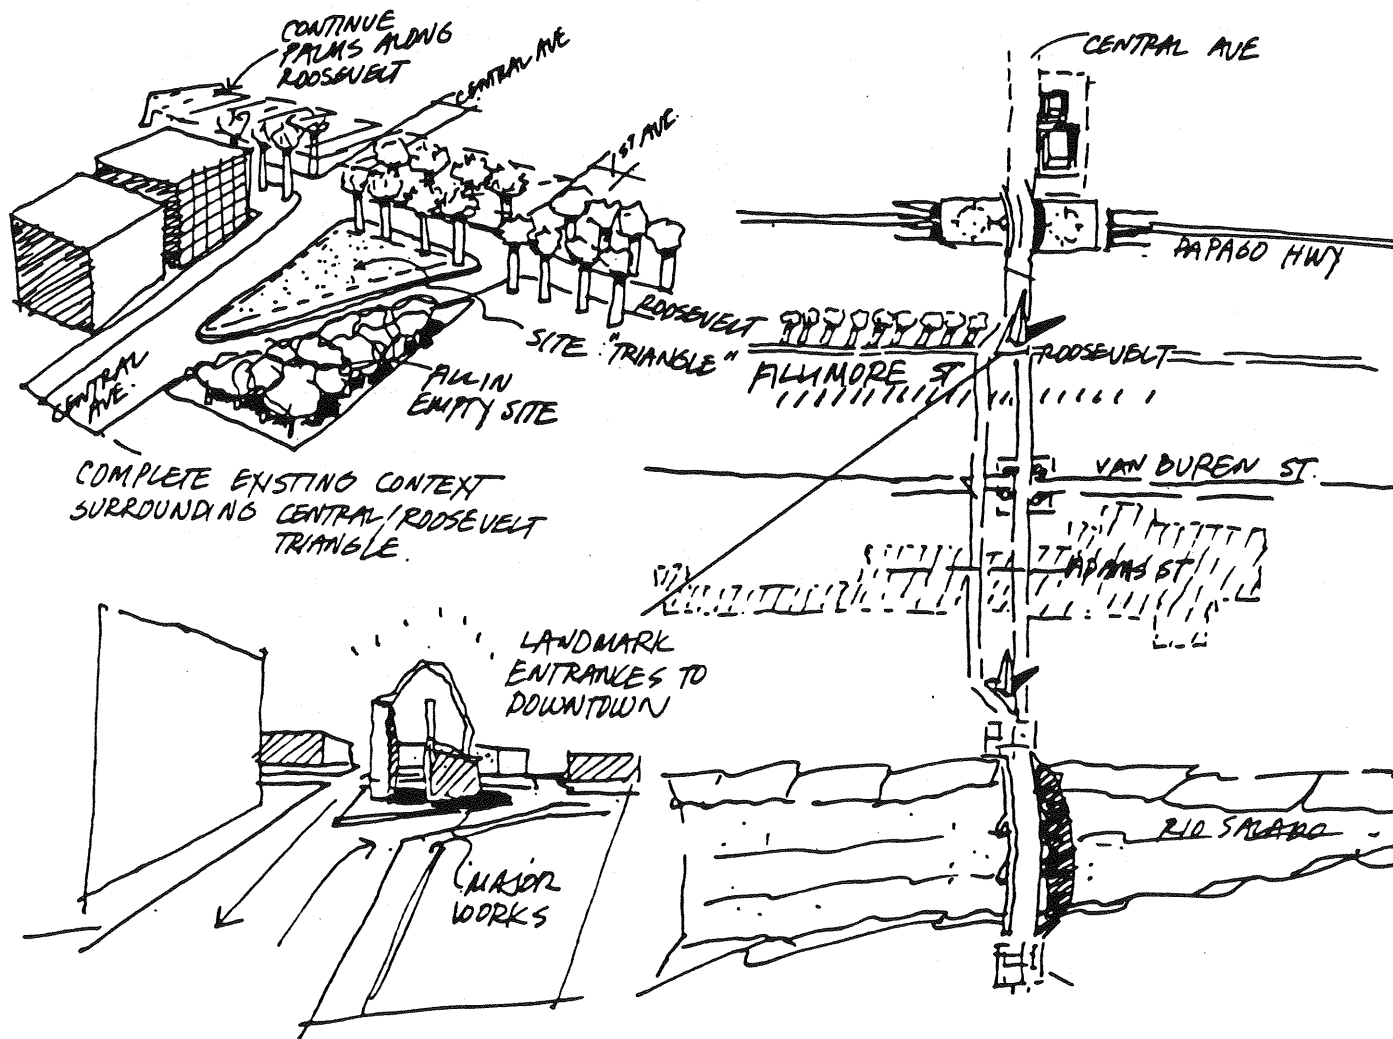 CONTINUE
PALMS ALONG
ROOSEVELT
CENTRAL AVE
1ST AVE.
ROOSEVELT
SITE "TRIANGLE"
FILL IN
EMPTY SITE
CENTRAL
AVE.
COMPLETE EXISTING CONTEXT
SURROUNDING CENTRAL/ROOSEVELT
TRIANGLE.
LANDMARK
ENTRANCES TO
DOWNTOWN
MAJOR
WORKS
CENTRAL AVE
PAPAGO HWY
ROOSEVELT
FILLMORE ST
VAN BUREN ST.
ADAMS ST
RIO SALADO